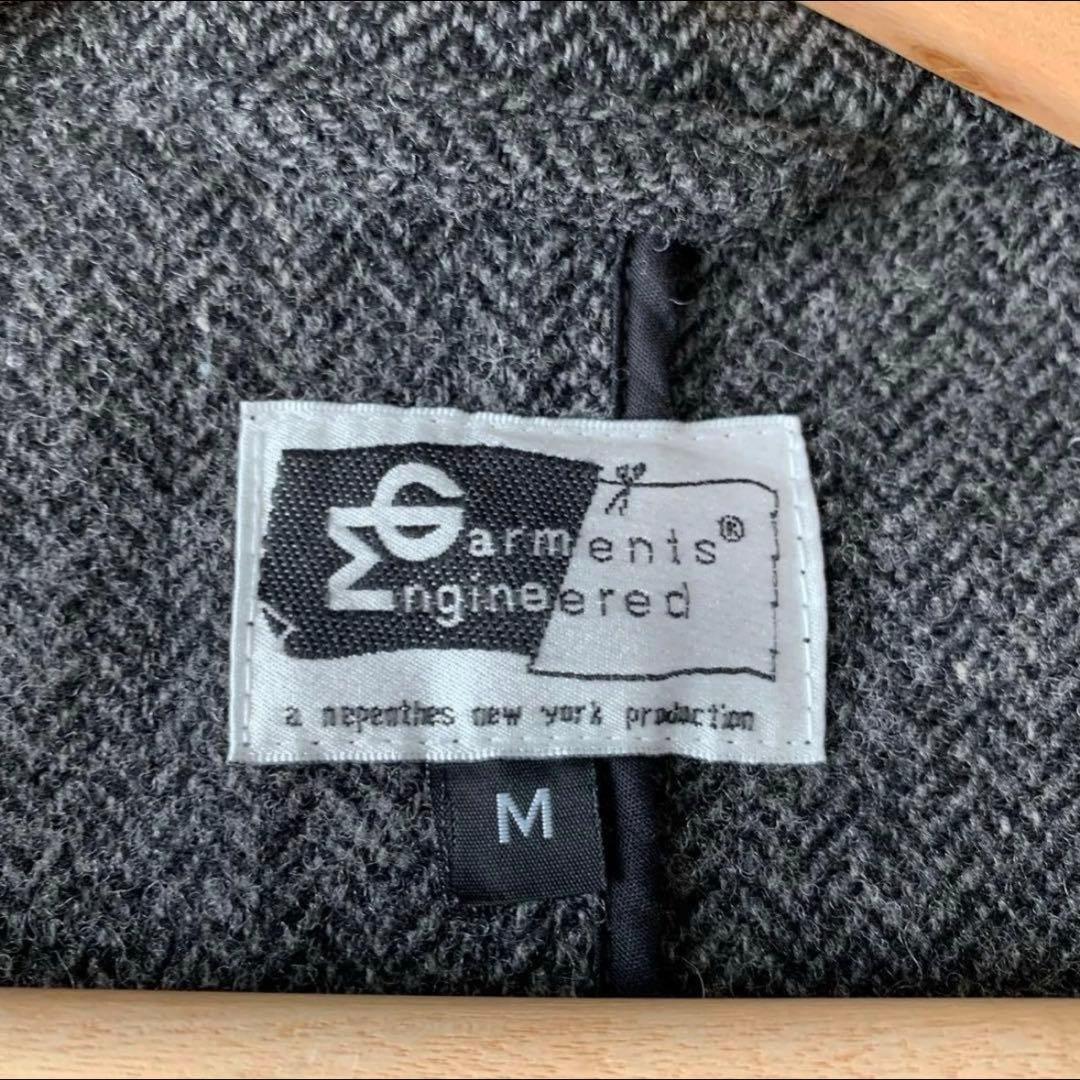 Garments®
Engineered
a nepenthes new york production
M